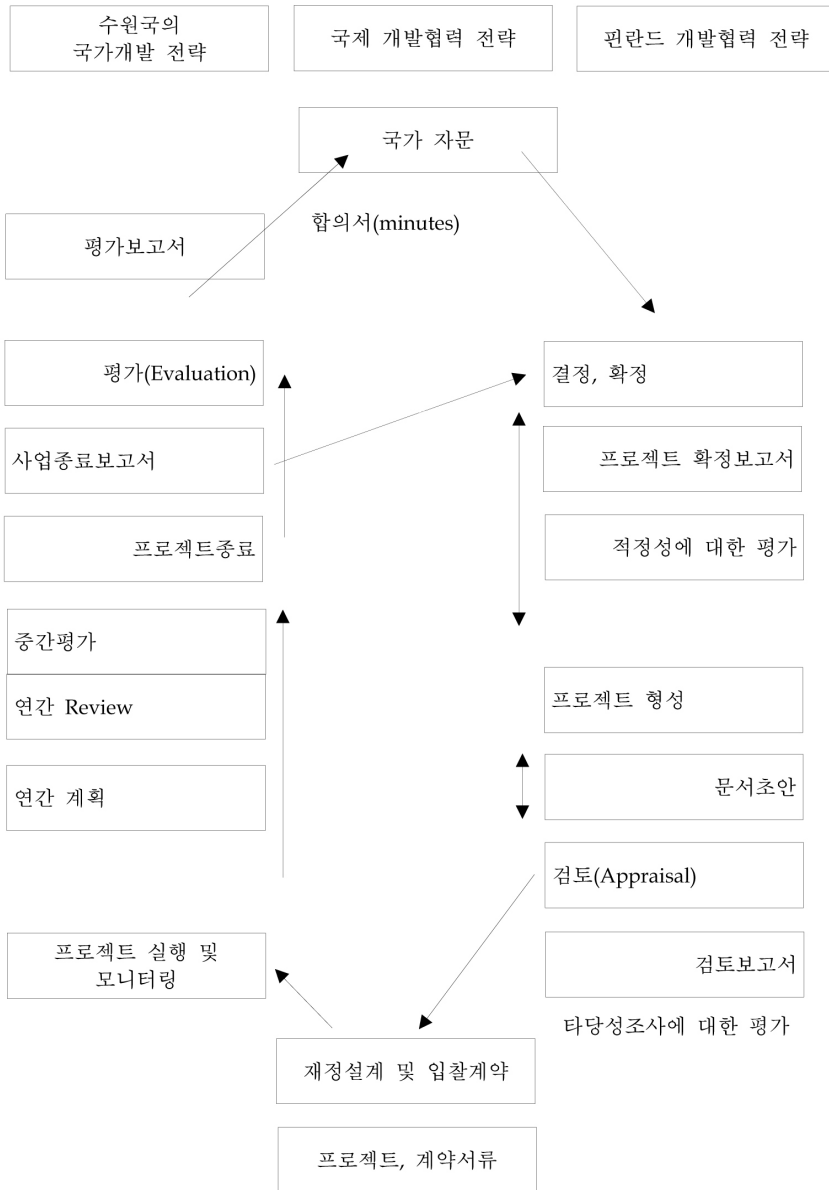 수원국의
국가개발 전략
국제 개발협력 전략
핀란드 개발협력 전략
국가 자문
합의서(minutes)
평가보고서
평가(Evaluation)
결정, 확정
사업종료보고서
프로젝트 확정보고서
프로젝트종료
적정성에 대한 평가
중간평가
연간 Review
프로젝트 형성
연간 계획
문서초안
검토(Appraisal)
프로젝트 실행 및
모니터링
검토보고서
타당성조사에 대한 평가
재정설계 및 입찰계약
프로젝트, 계약서류